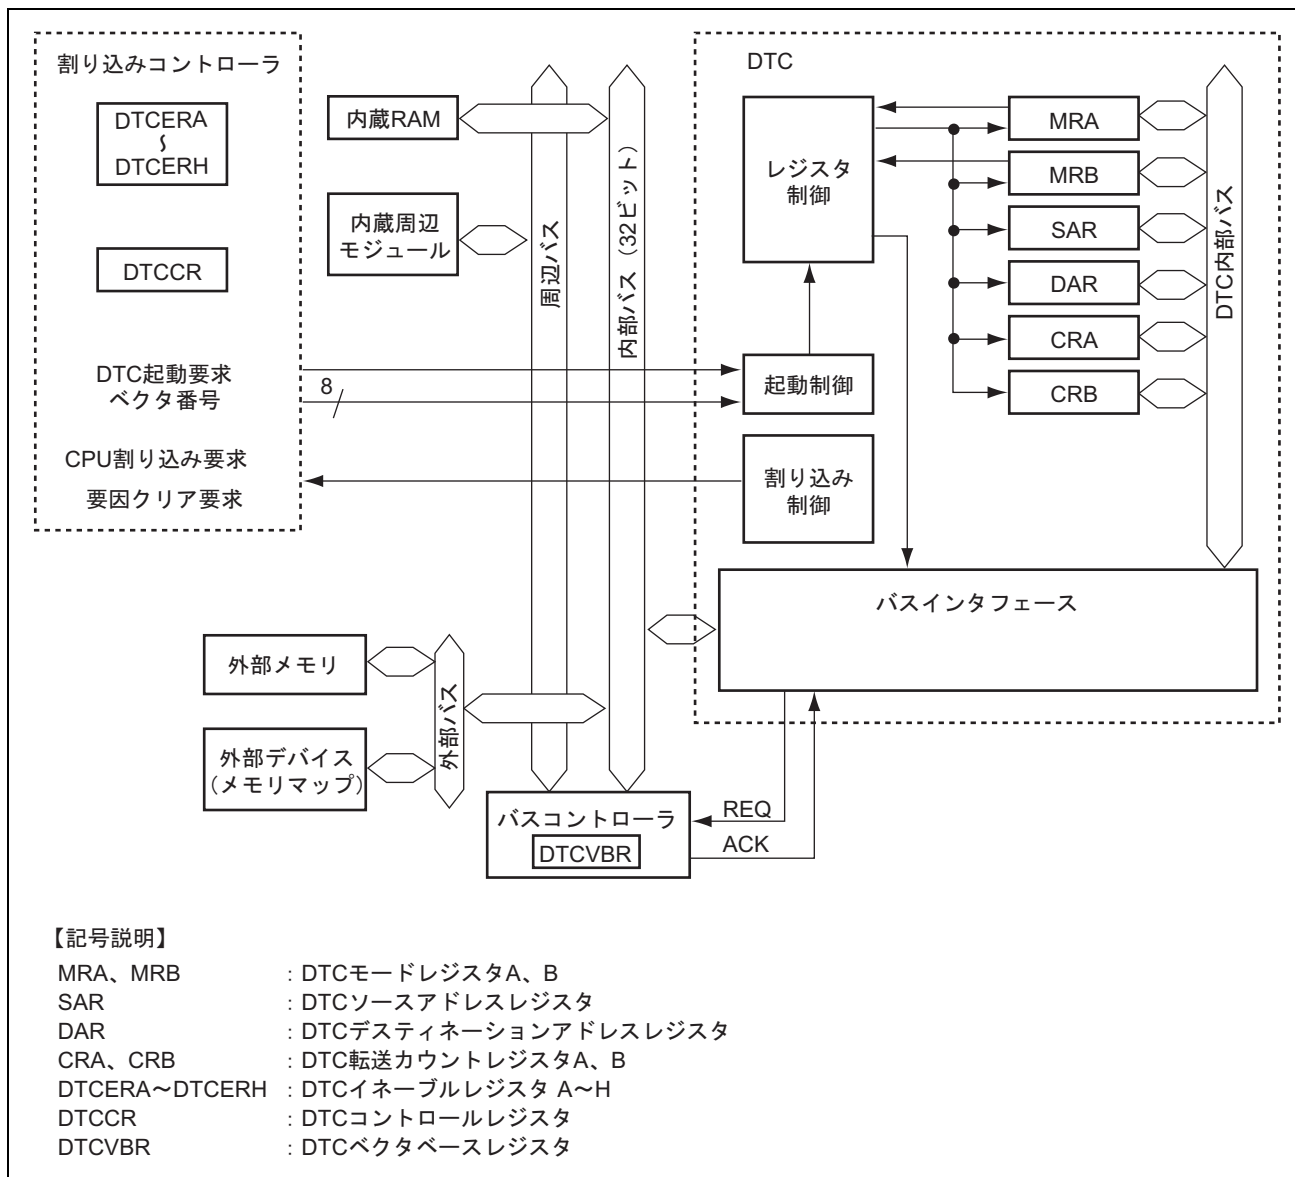 割り込みコントローラ
DTCERA
〜
DTCERH
DTCCR
DTC起動要求
ベクタ番号
8
CPU割り込み要求
要因クリア要求
内蔵RAM
内蔵周辺
モジュール
周辺バス
内部バス（32ビット）
DTC
レジスタ
制御
起動制御
割り込み
制御
MRA
MRB
SAR
DAR
CRA
CRB
DTC内部バス
バスインタフェース
外部メモリ
外部デバイス
（メモリマップ）
外部バス
バスコントローラ
DTCVBR
REQ
ACK
【記号説明】
MRA、MRB : DTCモードレジスタA、B
SAR : DTCソースアドレスレジスタ
DAR : DTCデスティネーションアドレスレジスタ
CRA、CRB : DTC転送カウントレジスタA、B
DTCERA〜DTCERH : DTCイネーブルレジスタ A〜H
DTCCR : DTCコントロールレジスタ
DTCVBR : DTCベクタベースレジスタ